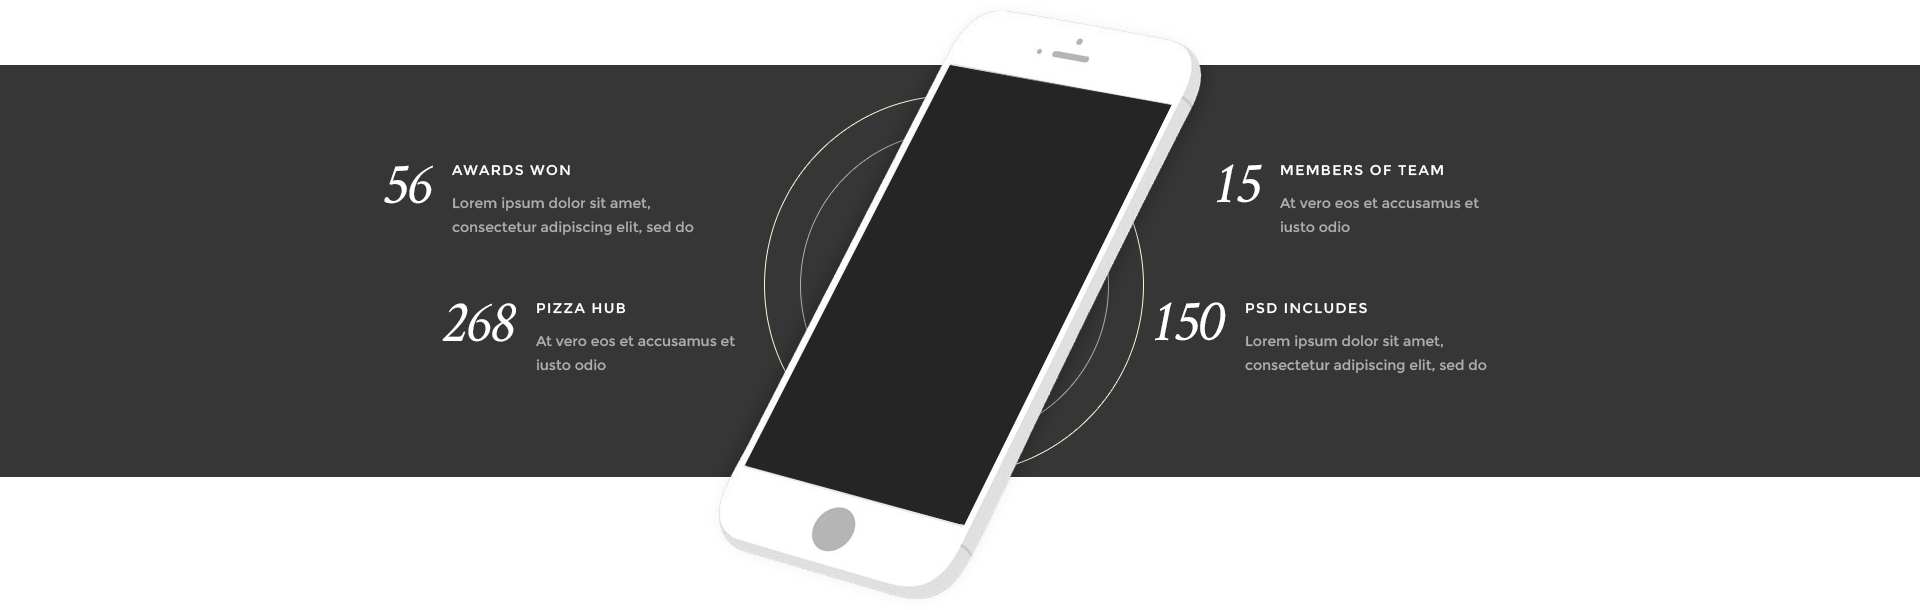 56
AWARDS WON
Lorem ipsum dolor sit amet,
consectetur adipiscing elit, sed do
268
PIZZA HUB
At vero eos et accusamus et
iusto odio
15
MEMBERS OF TEAM
At vero eos et accusamus et
iusto odio
150
PSD INCLUDES
Lorem ipsum dolor sit amet,
consectetur adipiscing elit, sed do